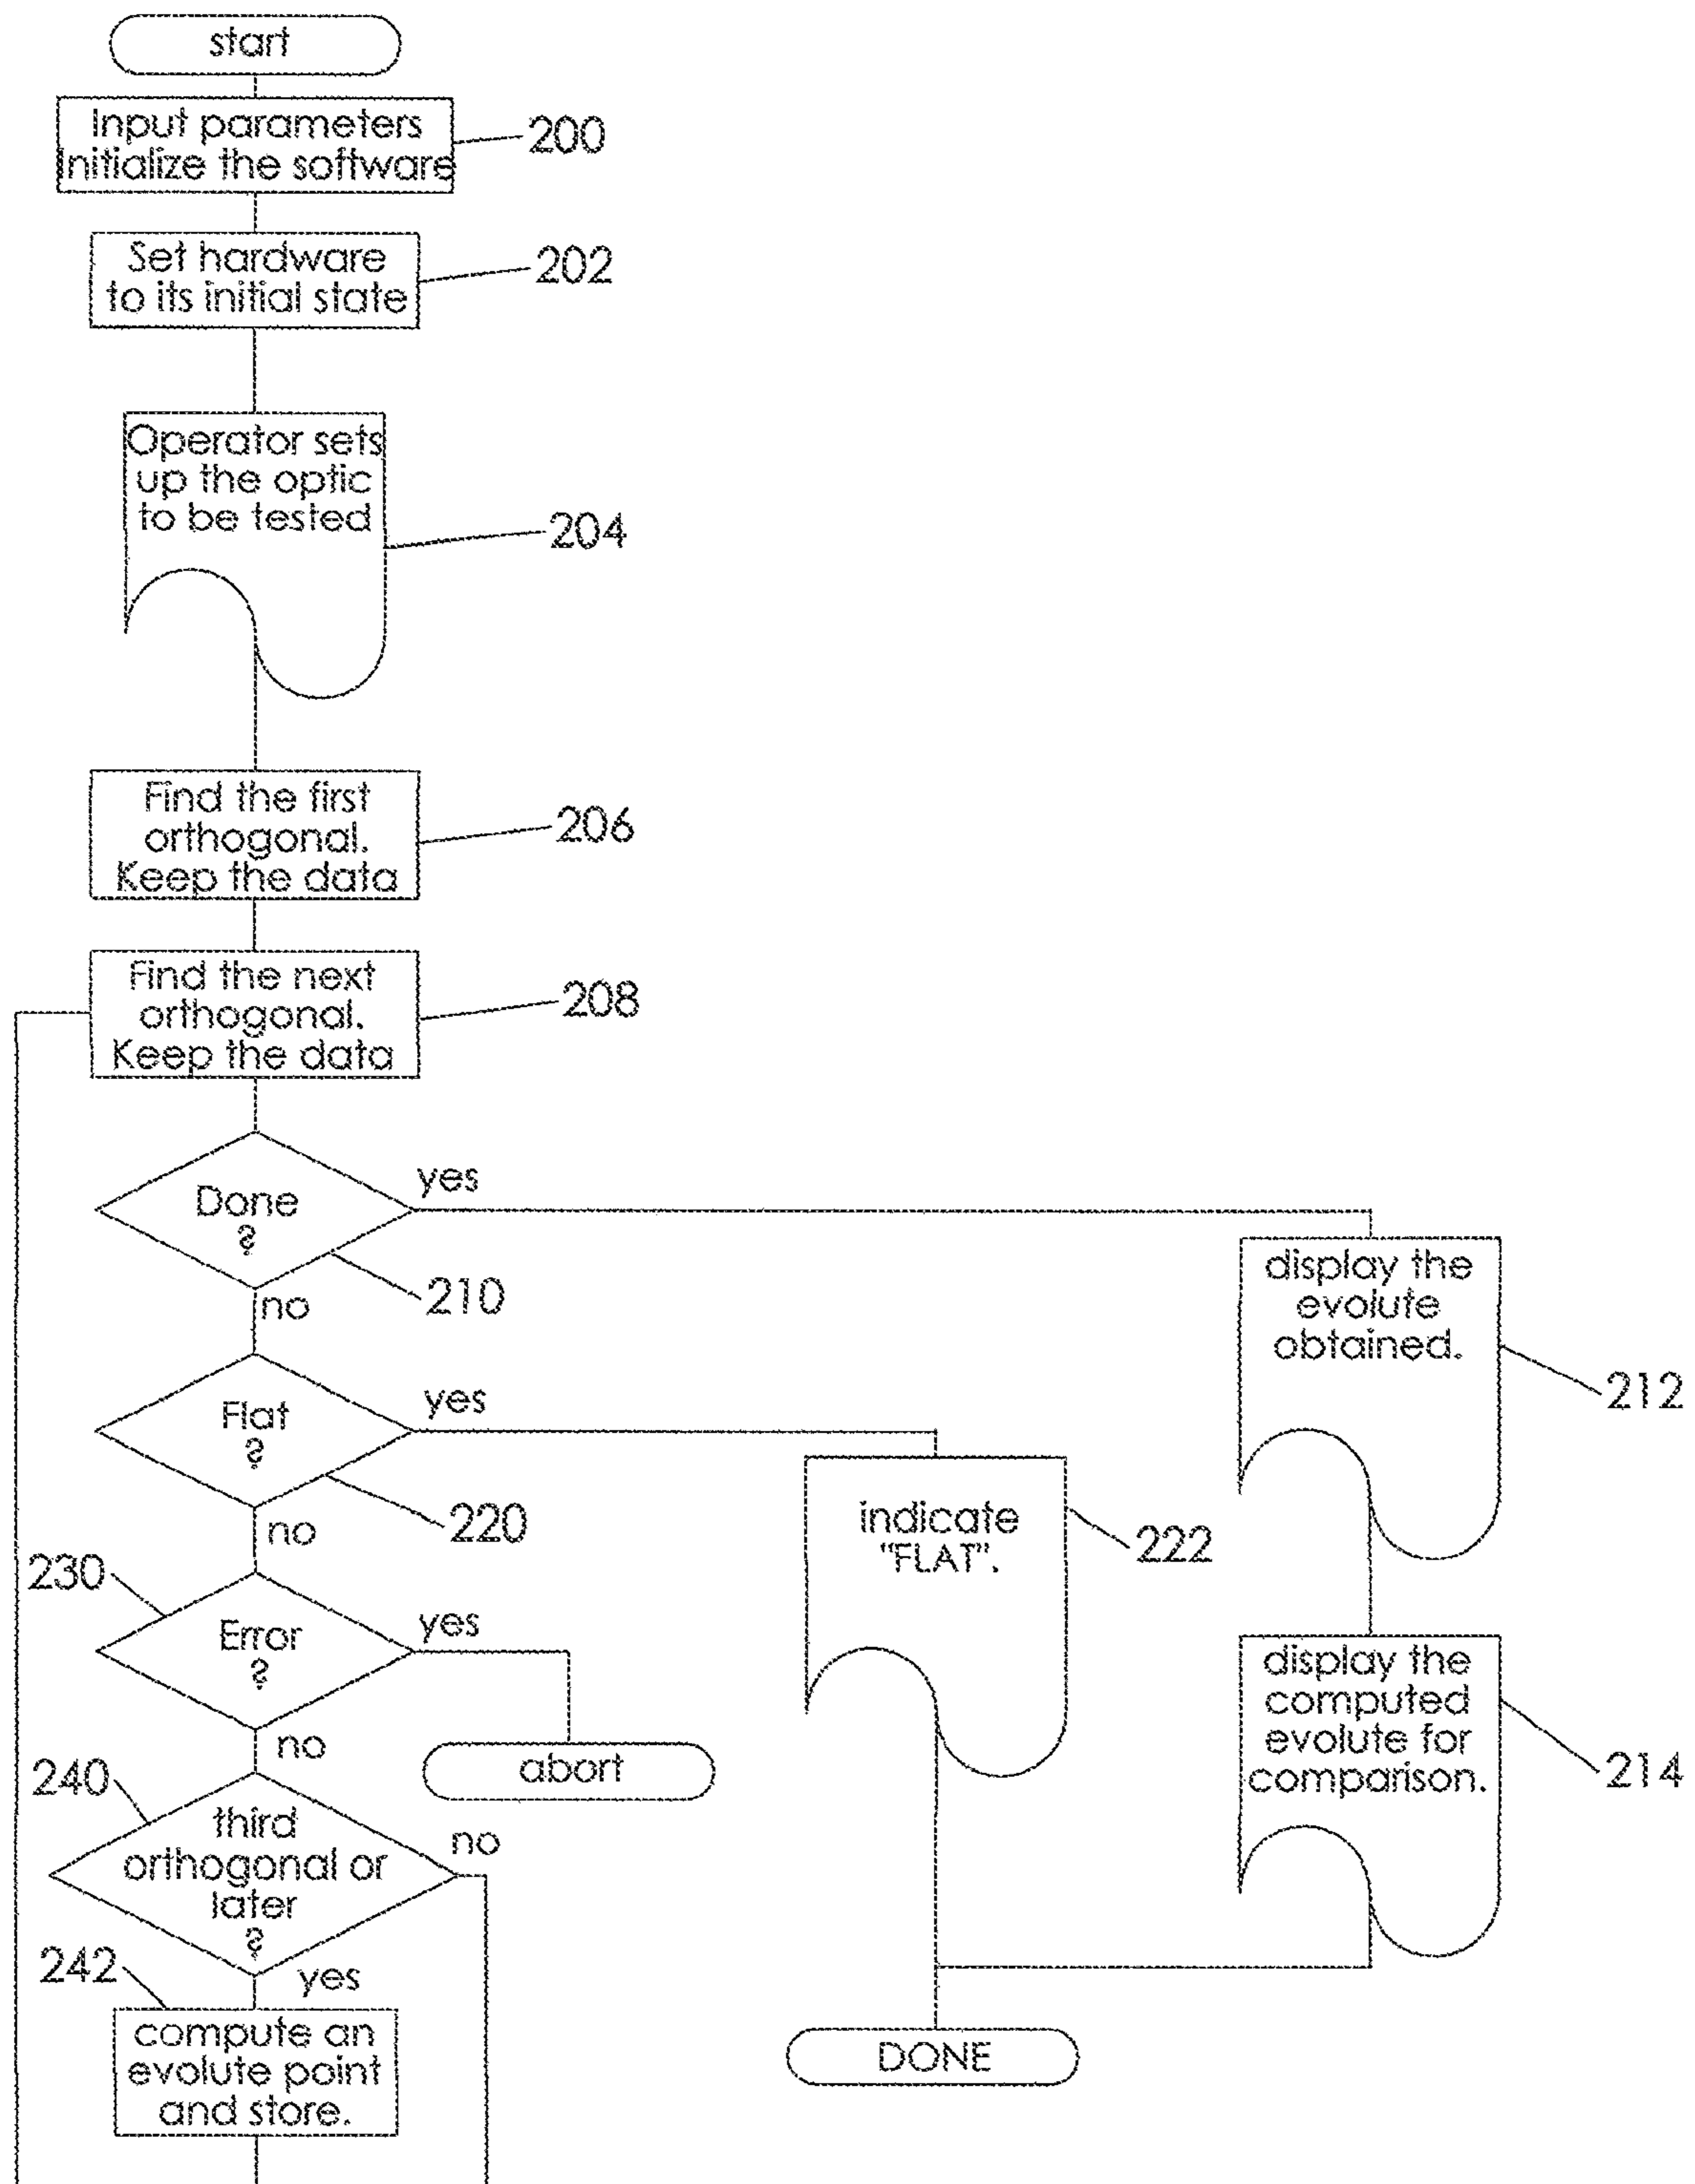 start
Input parameters
Initialize the software
200
Set hardware
to its initial state
202
Operator sets
up the optic
to be tested
204
Find the first
orthogonal.
Keep the data
206
Find the next
orthogonal.
Keep the data
208
Done
?
yes
210
no
display the
evolute
obtained.
212
Flat
?
yes
220
no
indicate
"FLAT".
222
230
Error
?
yes
no
abort
display the
computed
evolute for
comparison.
214
240
third
orthogonal or
later
?
no
yes
242
compute an
evolute point
and store.
DONE